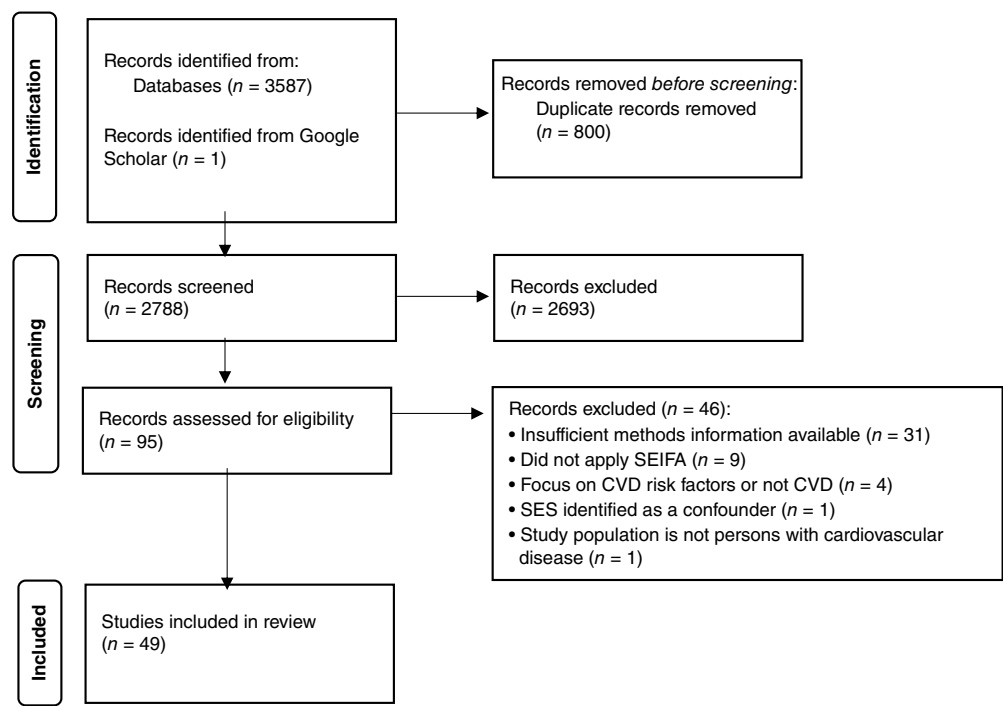 Identification
Records identified from:
Databases (n = 3587)
Records identified from Google
Scholar (n = 1)
Records removed before screening:
Duplicate records removed
(n = 800)
Screening
Records screened
(n = 2788)
Records excluded
(n = 2693)
Records assessed for eligibility
(n = 95)
Records excluded (n = 46):
• Insufficient methods information available (n = 31)
• Did not apply SEIFA (n = 9)
• Focus on CVD risk factors or not CVD (n = 4)
• SES identified as a confounder (n = 1)
• Study population is not persons with cardiovascular
disease (n = 1)
Included
Studies included in review
(n = 49)